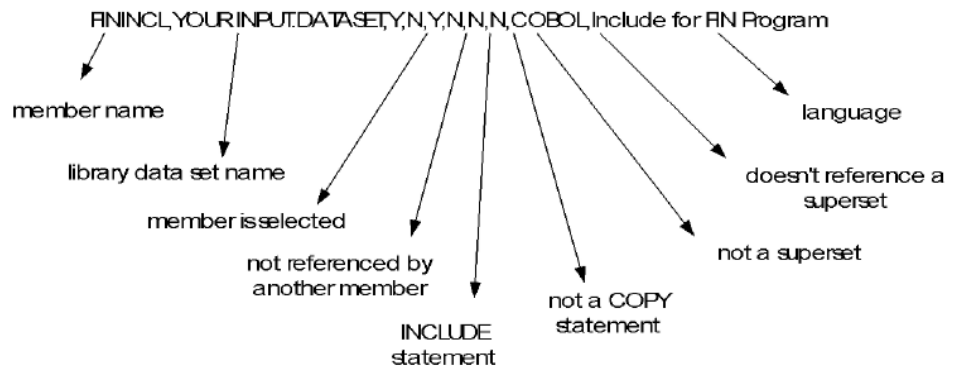 FININCL,YOUR.INPUT.DATASET,Y,N,Y,N,N,N,COBOL,Include for FIN Program
member name
language
library data set name
doesn't reference a
superset
member is selected
not a superset
not referenced by
another member
not a COPY
statement
INCLUDE
statement